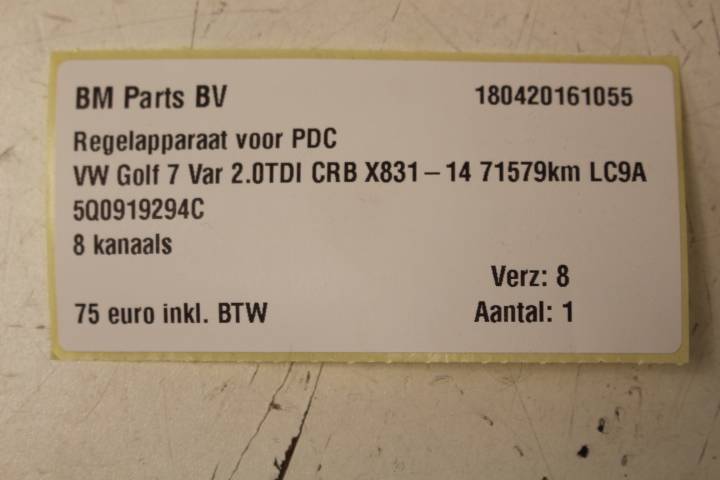 BM Parts BV 180420161055
Regelapparaat voor PDC
VW Golf 7 Var 2.0TDI CRB X831-14 71579km LC9A
5Q0919294C
8 kanaals
Verz: 8
75 euro inkl. BTW Aantal: 1